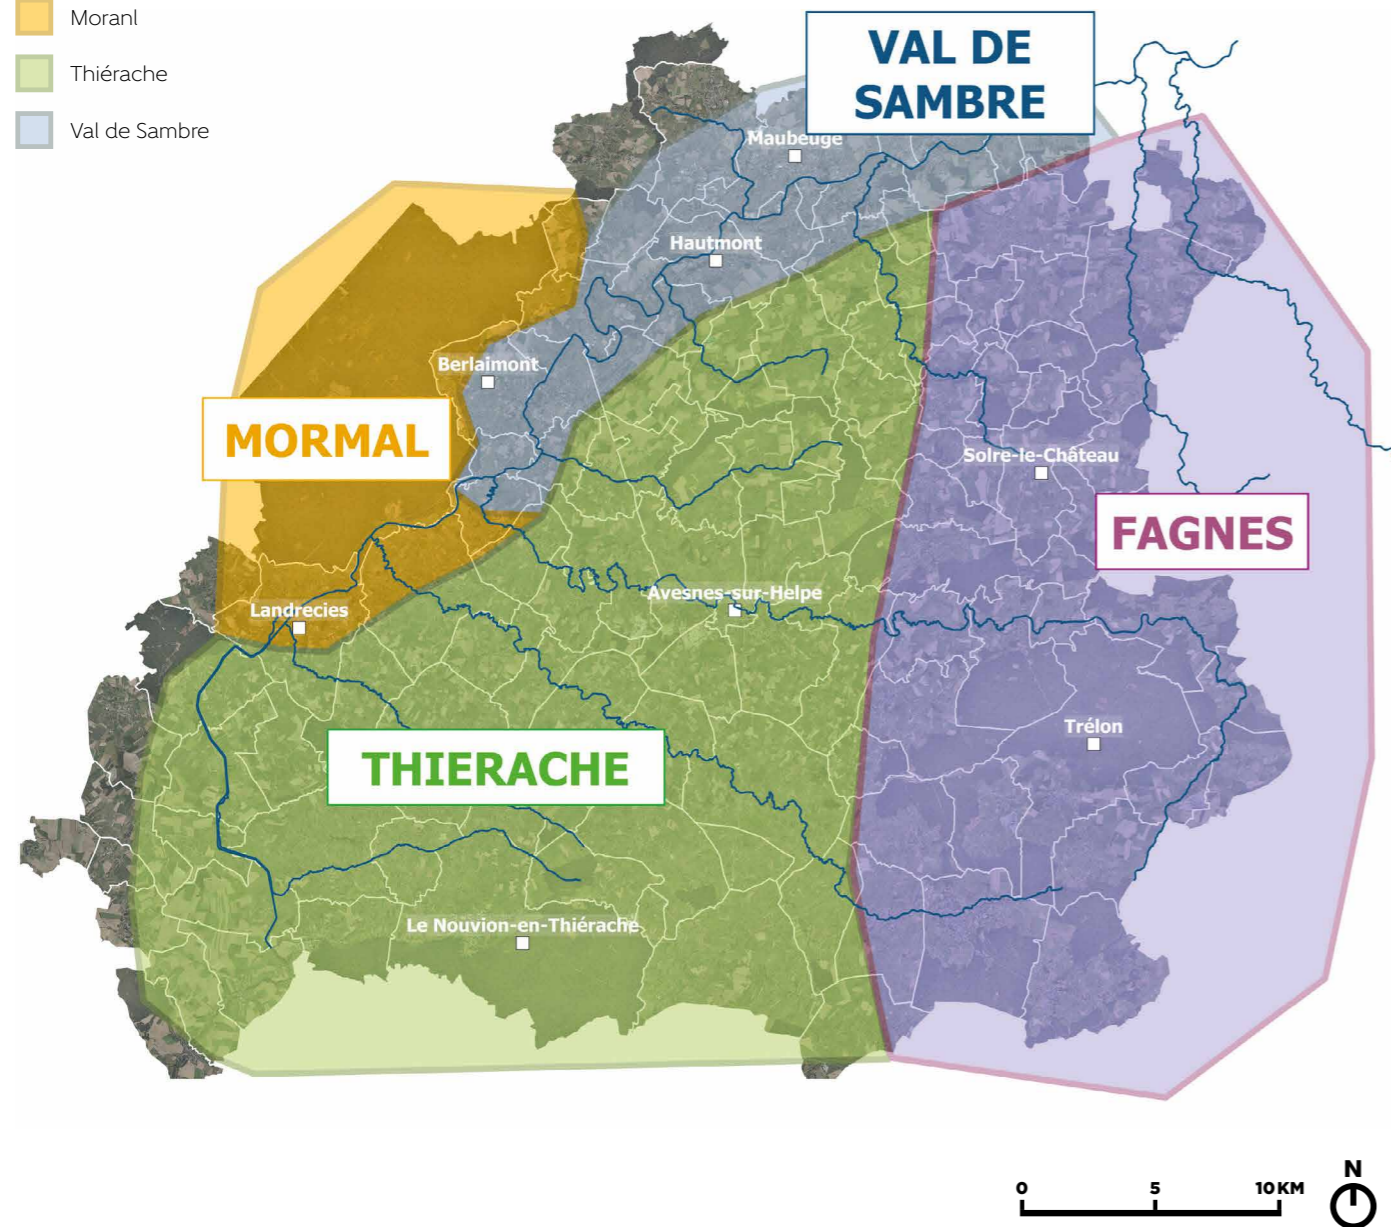 Moranl
Thiérache
Val de Sambre
VAL DE
SAMBRE
Maubeuge
Hautmont
Berlaimont
MORMAL
Solre-le-Château
FAGNES
Avesnes-sur-Helpe
Landrecies
Trélon
THIERACHE
Le Nouvion-en-Thiérache
0
5
10 KM
N